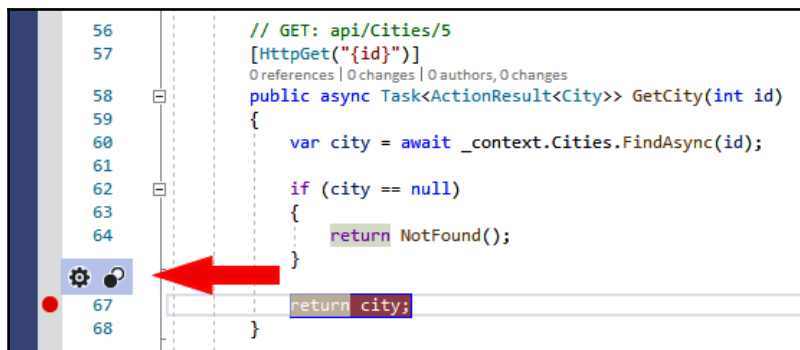 56 // GET: api/Cities/5
57 [HttpGet("{id}")]
0 references | 0 changes | 0 authors, 0 changes
58 public async Task<ActionResult<City>> GetCity(int id)
59 {
60 var city = await _context.Cities.FindAsync(id);
61
62 if (city == null)
63 {
64 return NotFound();
}
67 return city;
68 }